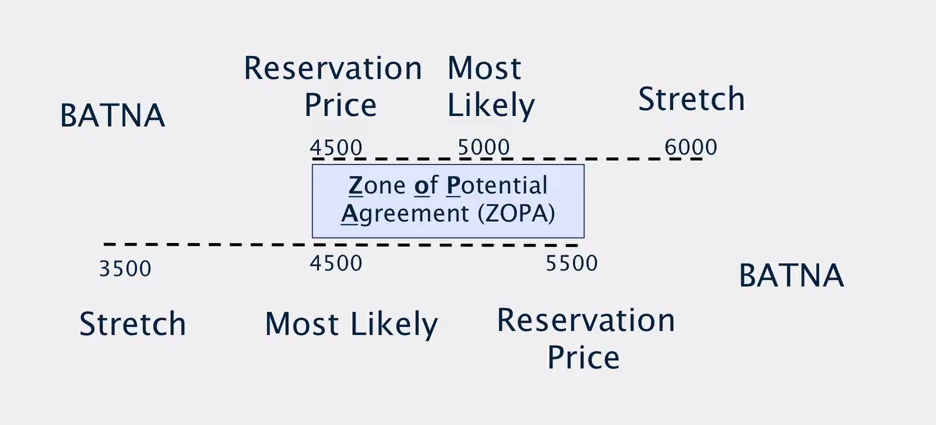 Reservation
Price
Most
Likely
Stretch
BATNA
4500
5000
6000
Zone of Potential
Agreement (ZOPA)
3500
4500
5500
BATNA
Stretch
Most Likely
Reservation
Price